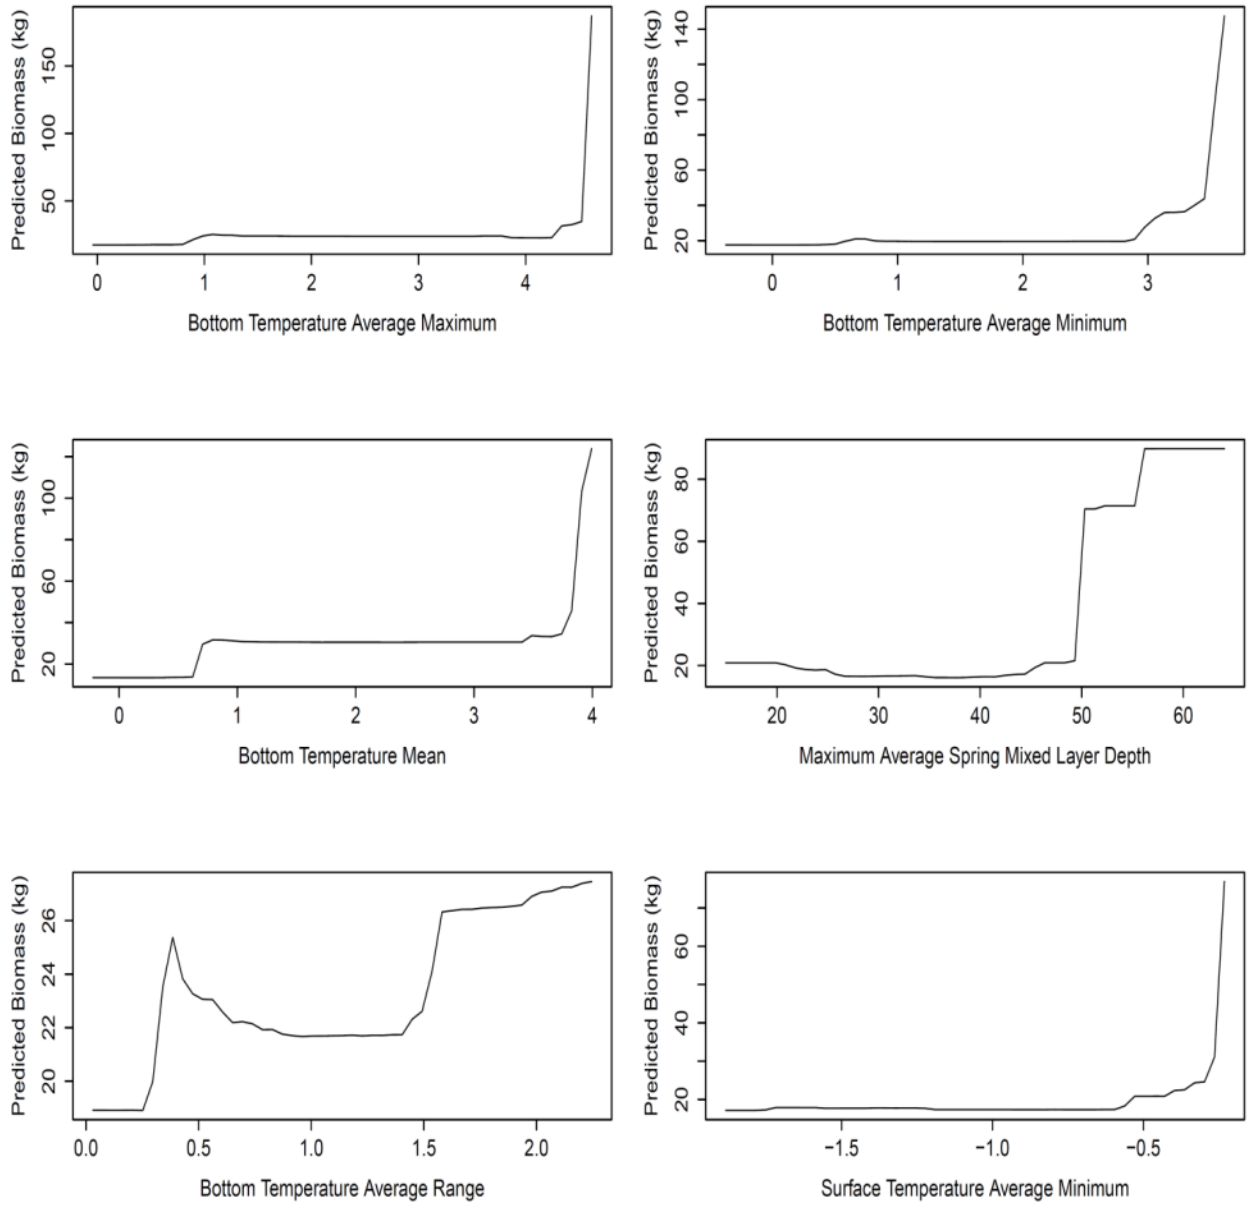 Predicted Biomass (kg)
150
100
50
0 1 2 3 4
Bottom Temperature Average Maximum
Predicted Biomass (kg)
140
100
60
20
0 1 2 3
Bottom Temperature Average Minimum
Predicted Biomass (kg)
100
60
20
0 1 2 3 4
Bottom Temperature Mean
Predicted Biomass (kg)
80
60
40
20
20 30 40 50 60
Maximum Average Spring Mixed Layer Depth
Predicted Biomass (kg)
26
24
22
20
0.0 0.5 1.0 1.5 2.0
Bottom Temperature Average Range
Predicted Biomass (kg)
60
40
20
−1.5 −1.0 −0.5
Surface Temperature Average Minimum